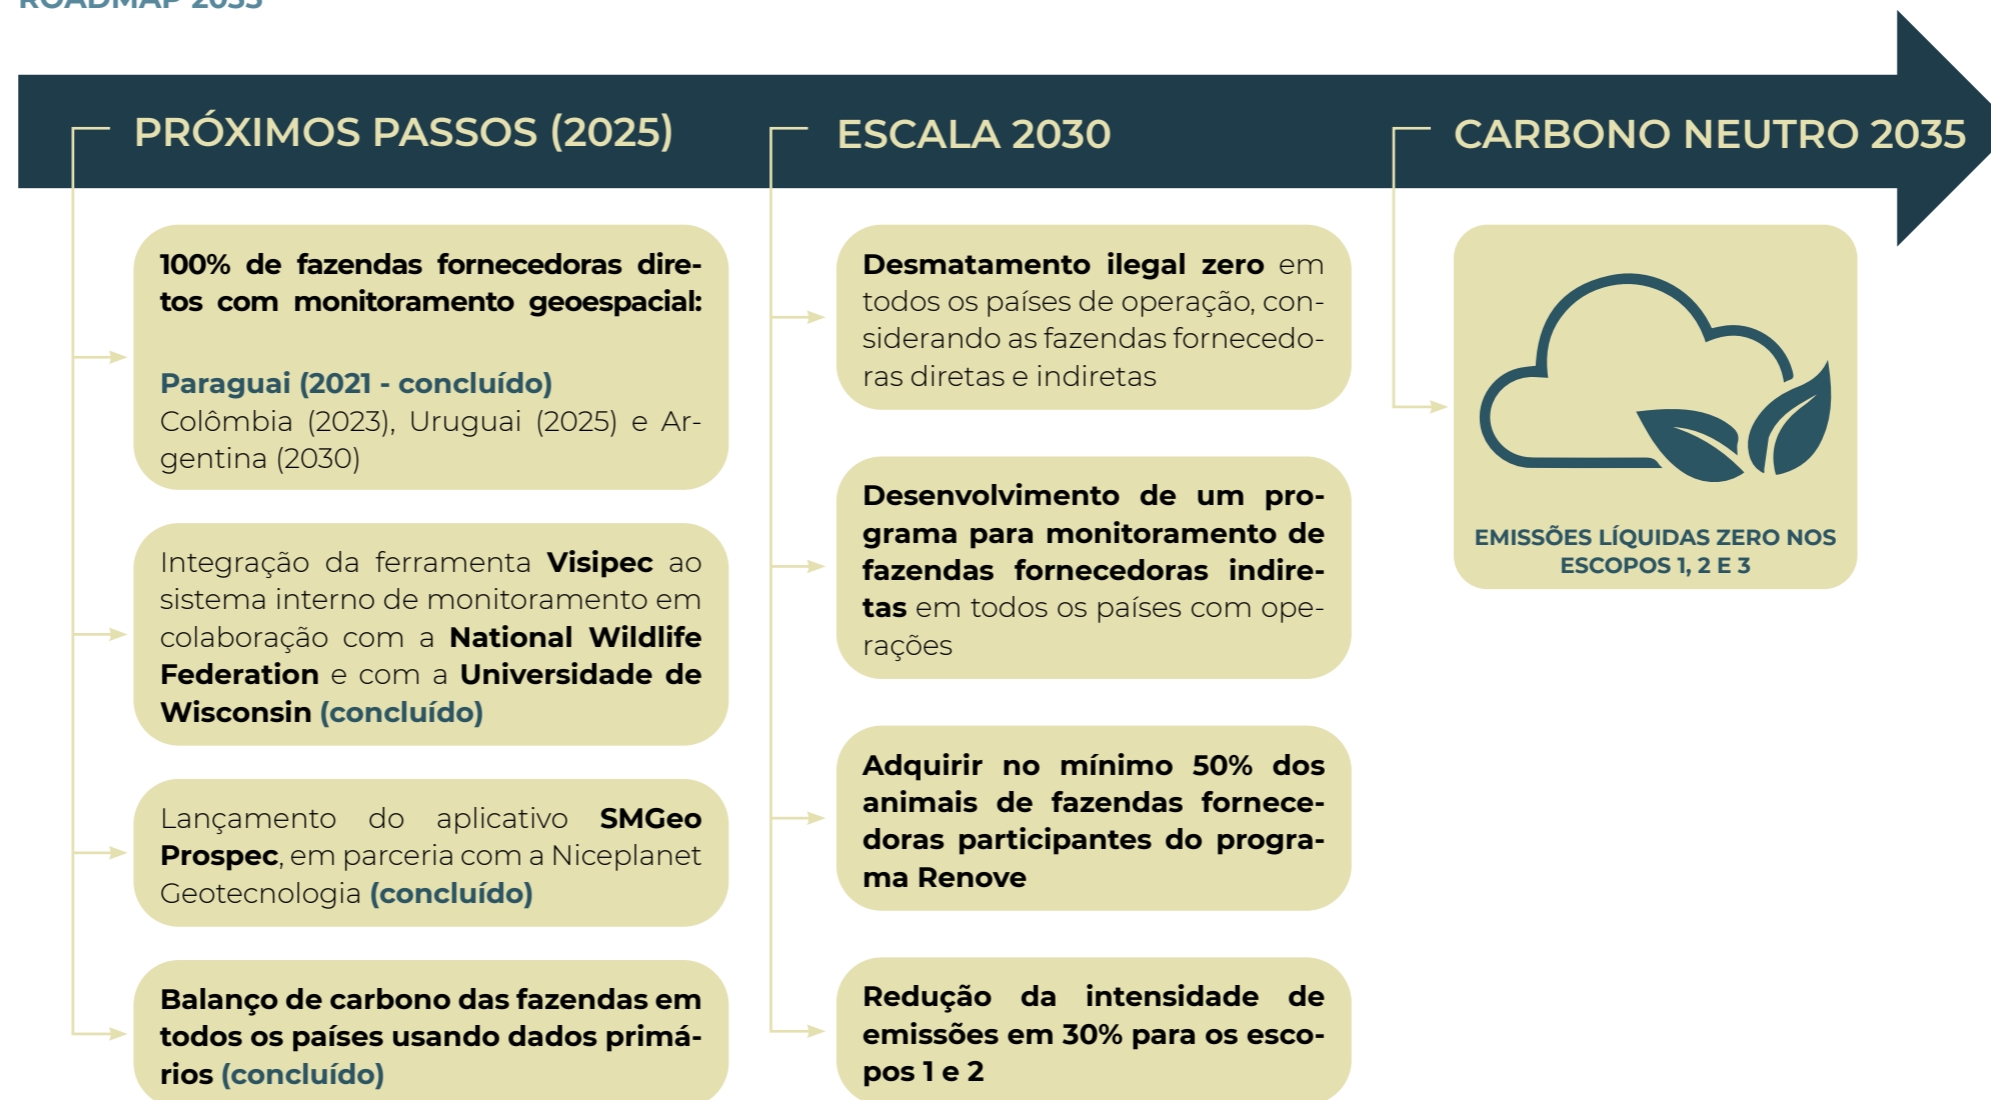 ROADMAP 2035
PRÓXIMOS PASSOS (2025)
100% de fazendas fornecedoras dire-
tos com monitoramento geoespacial:
Paraguai (2021 - concluído)
Colômbia (2023), Uruguai (2025) e Ar-
gentina (2030)
Integração da ferramenta Visipec ao
sistema interno de monitoramento em
colaboração com a National Wildlife
Federation e com a Universidade de
Wisconsin (concluído)
Lançamento do aplicativo SMGeo
Prospec, em parceria com a Niceplanet
Geotecnologia (concluído)
Balanço de carbono das fazendas em
todos os países usando dados primá-
rios (concluído)
ESCALA 2030
Desmatamento ilegal zero em
todos os países de operação, con-
siderando as fazendas fornecedo-
ras diretas e indiretas
Desenvolvimento de um pro-
grama para monitoramento de
fazendas fornecedoras indire-
tas em todos os países com ope-
rações
Adquirir no mínimo 50% dos
animais de fazendas fornece-
doras participantes do progra-
ma Renove
Redução da intensidade de
emissões em 30% para os esco-
pos 1 e 2
CARBONO NEUTRO 2035
EMISSÕES LÍQUIDAS ZERO NOS
ESCOPOS 1, 2 E 3